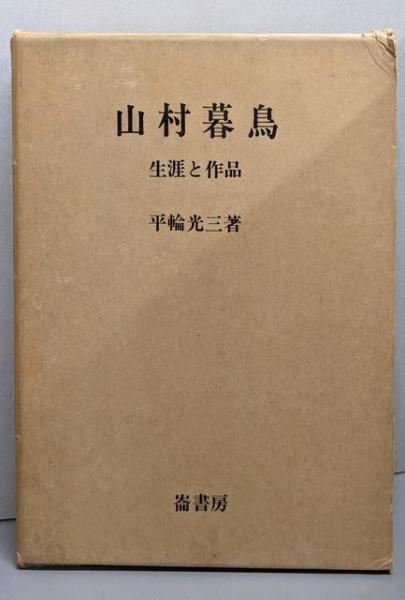 山村暮鳥
生涯と作品
平輪光三著
崙書房